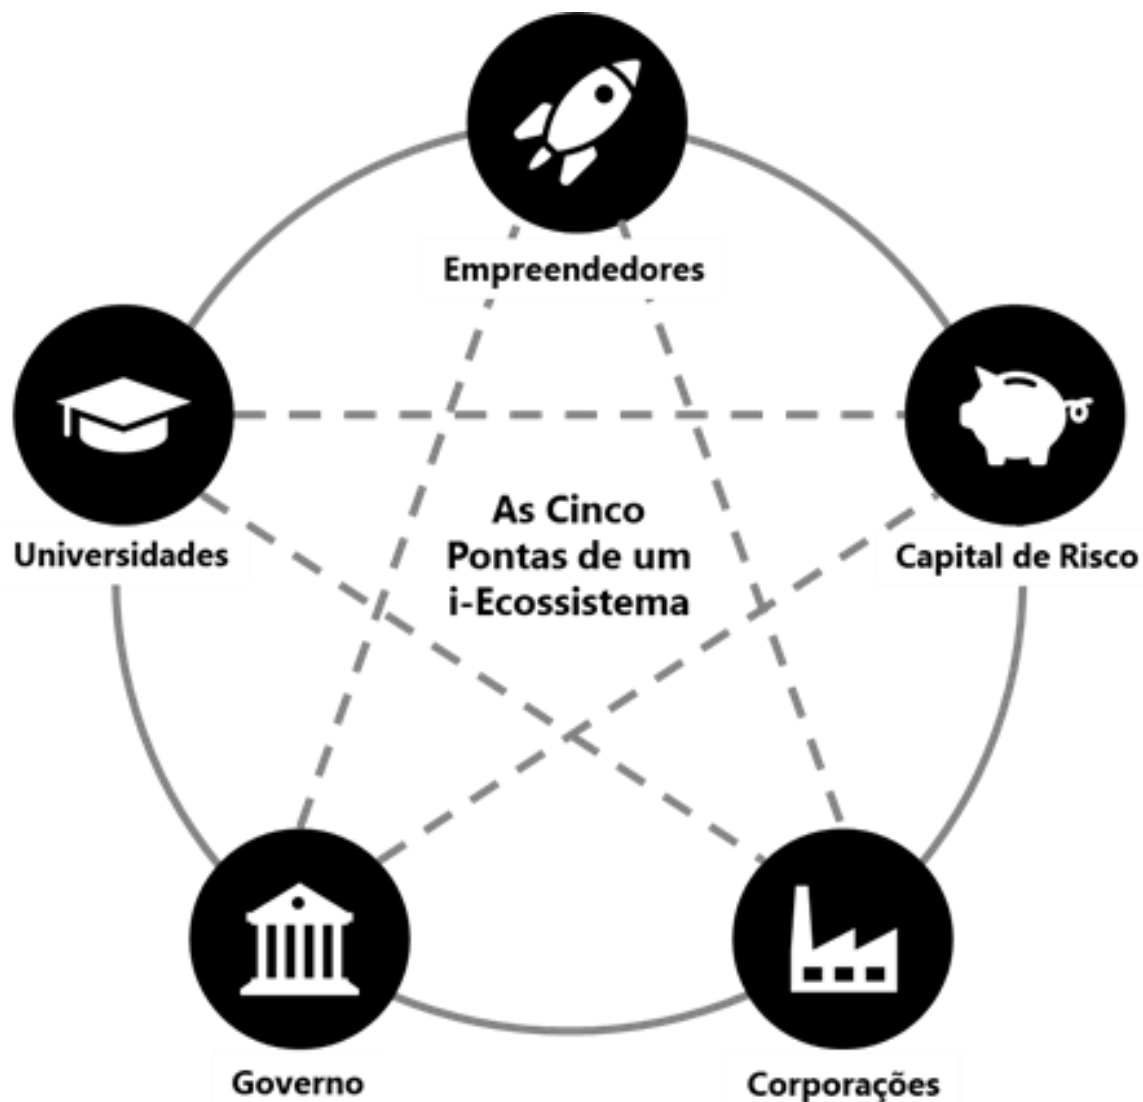 Empreendedores
As Cinco
Pontas de um
i-Ecossistema
Universidades
Capital de Risco
Governo
Corporações